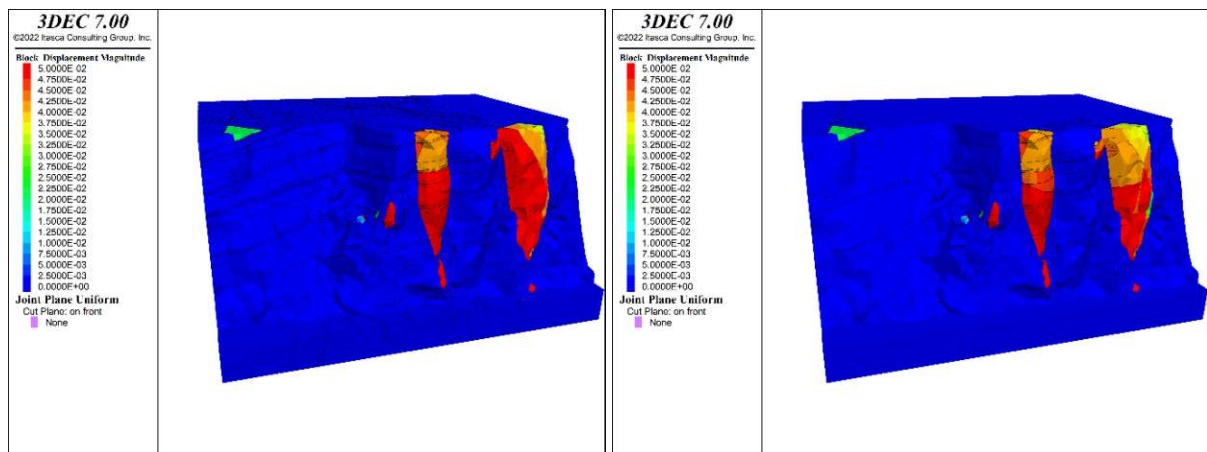 3DEC 7.00
©2022 Itasca Consulting Group, Inc.
Block Displacement Magnitude
5.0000E-02
4.7500E-02
4.5000E-02
4.2500E-02
4.0000E-02
3.7500E-02
3.5000E-02
3.2500E-02
3.0000E-02
2.7500E-02
2.5000E-02
2.2500E-02
2.0000E-02
1.7500E-02
1.5000E-02
1.2500E-02
1.0000E-02
7.5000E-03
5.0000E-03
2.5000E-03
0.0000E+00
Joint Plane Uniform
Cut Plane: on front
None
3DEC 7.00
©2022 Itasca Consulting Group, Inc.
Block Displacement Magnitude
5.0000E-02
4.7500E-02
4.5000E-02
4.2500E-02
4.0000E-02
3.7500E-02
3.5000E-02
3.2500E-02
3.0000E-02
2.7500E-02
2.5000E-02
2.2500E-02
2.0000E-02
1.7500E-02
1.5000E-02
1.2500E-02
1.0000E-02
7.5000E-03
5.0000E-03
2.5000E-03
0.0000E+00
Joint Plane Uniform
Cut Plane: on front
None